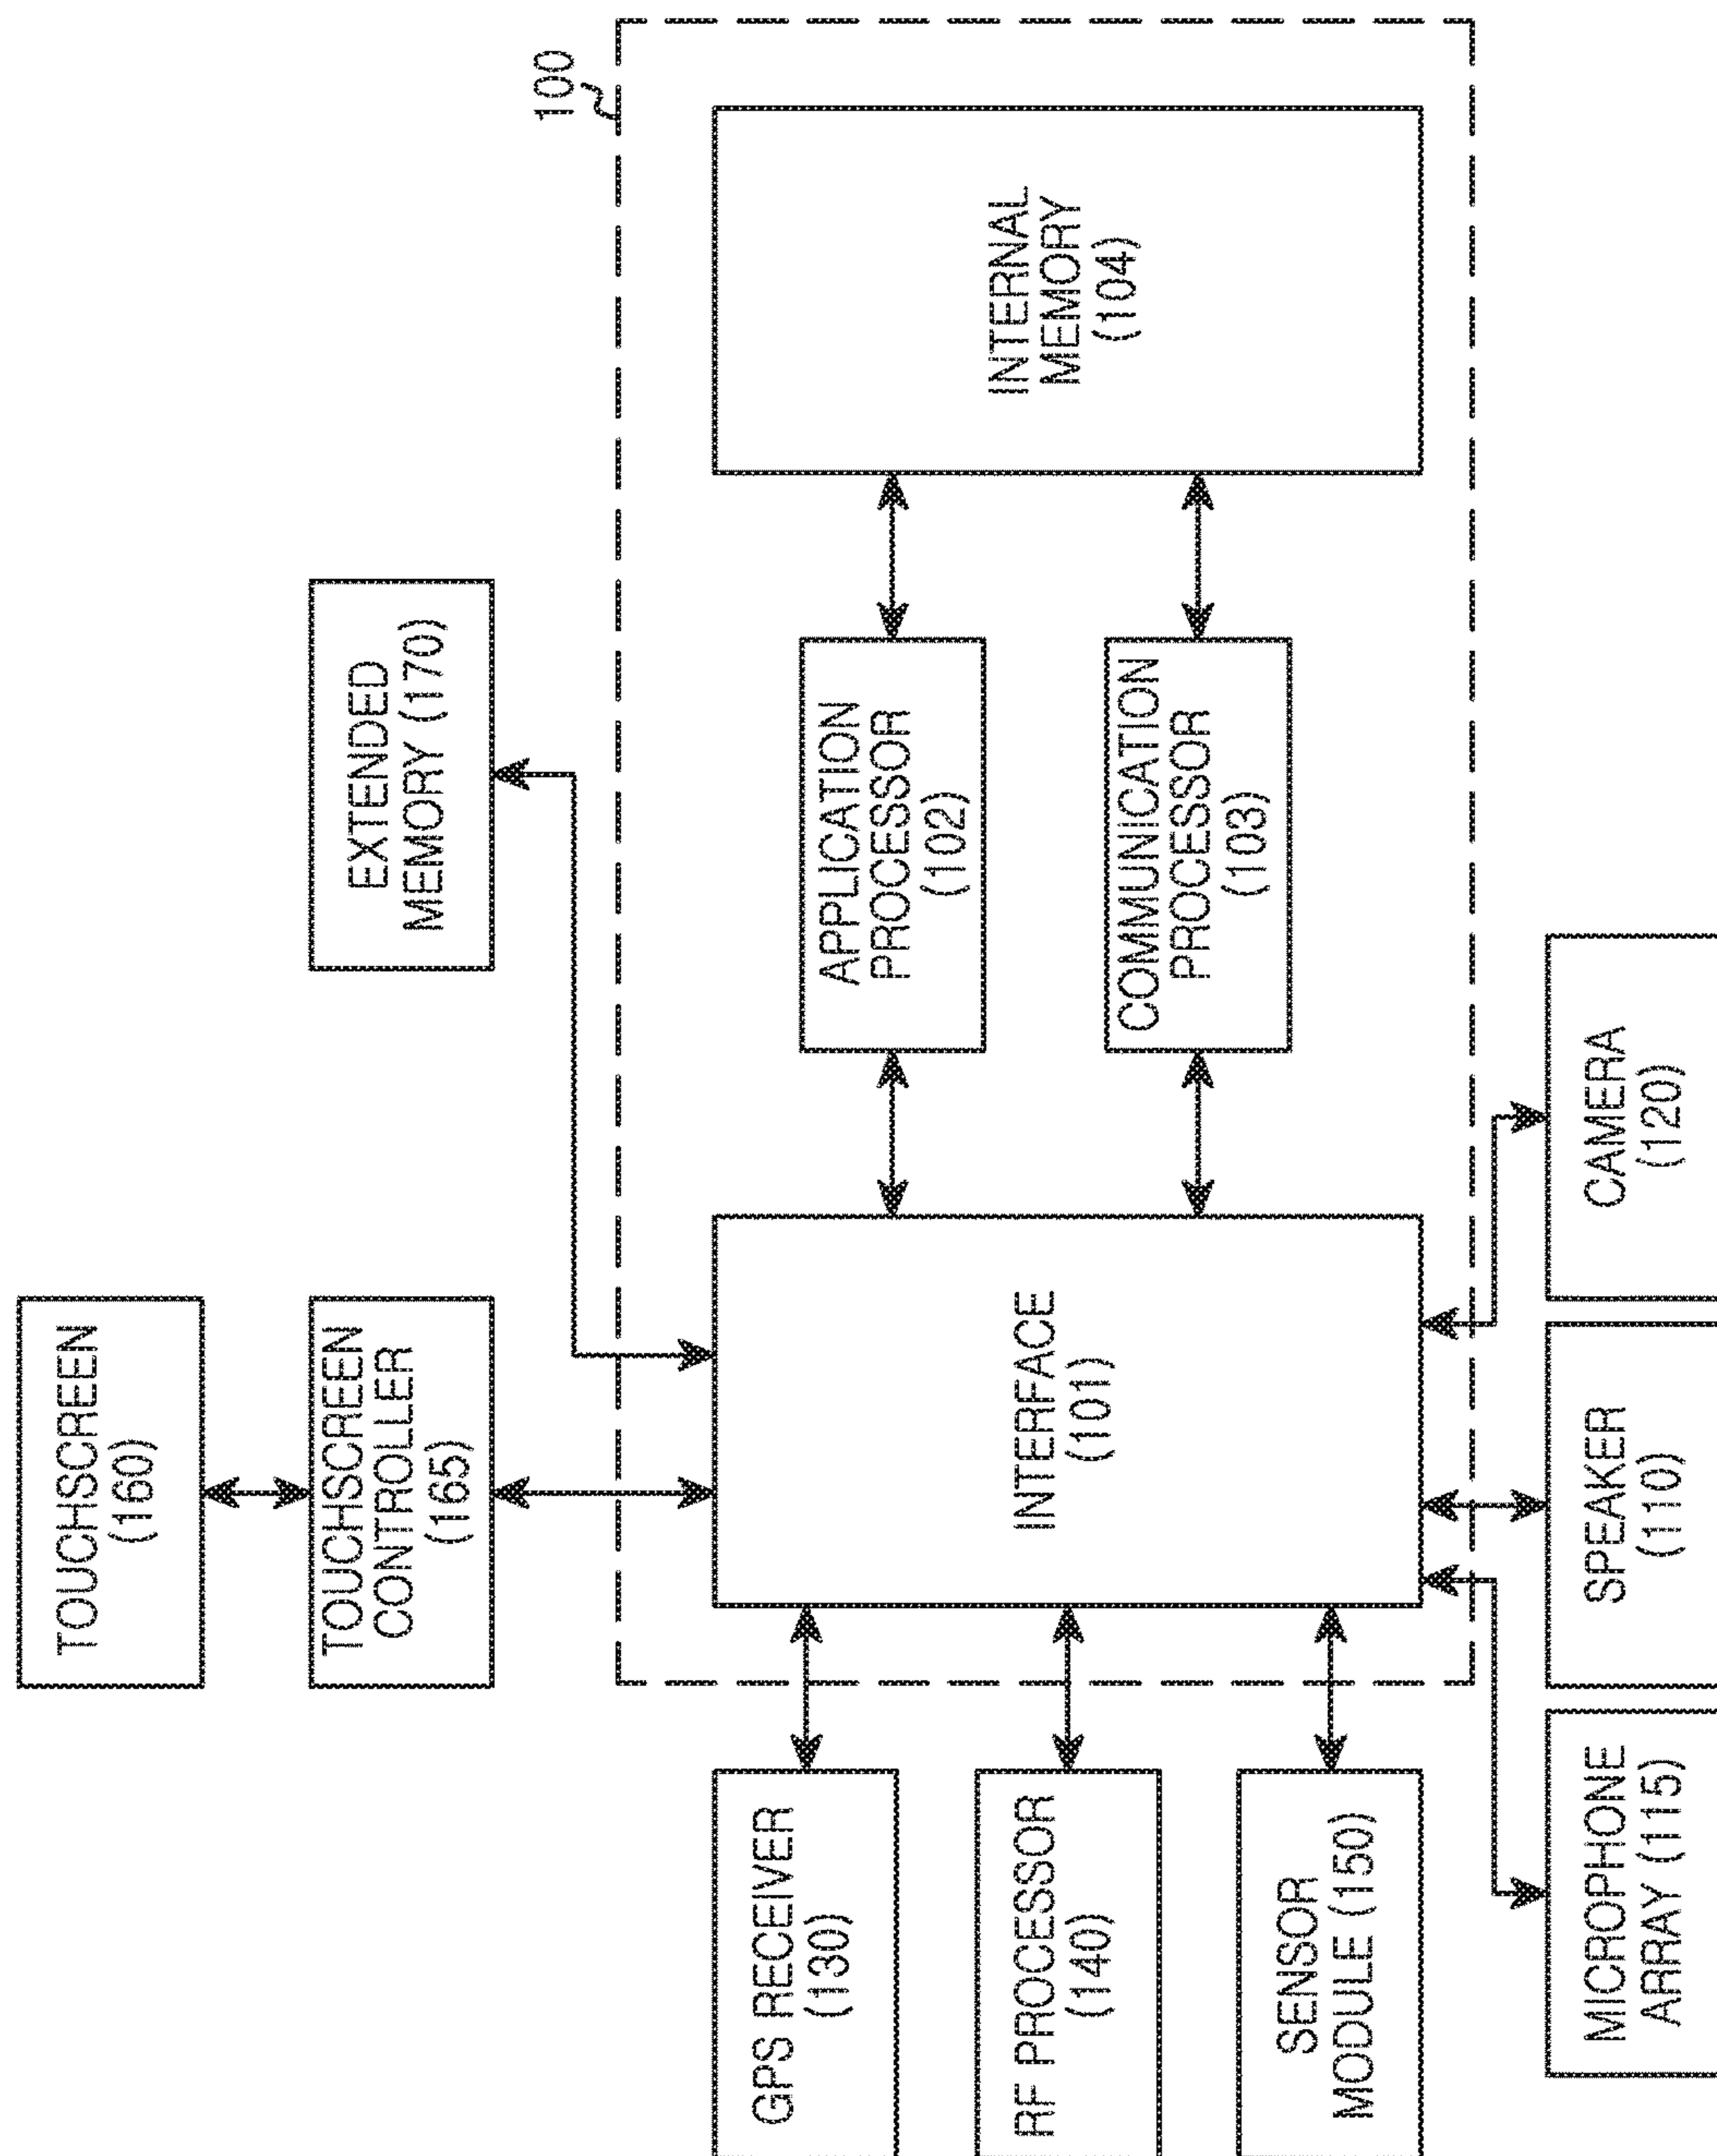 100
TOUCHSCREEN
(160)
TOUCHSCREEN
CONTROLLER
(165)
EXTENDED
MEMORY (170)
GPS RECEIVER
(130)
RF PROCESSOR
(140)
SENSOR
MODULE (150)
INTERFACE
(101)
APPLICATION
PROCESSOR
(102)
COMMUNICATION
PROCESSOR
(103)
INTERNAL
MEMORY
(104)
MICROPHONE
ARRAY (115)
SPEAKER
(110)
CAMERA
(120)